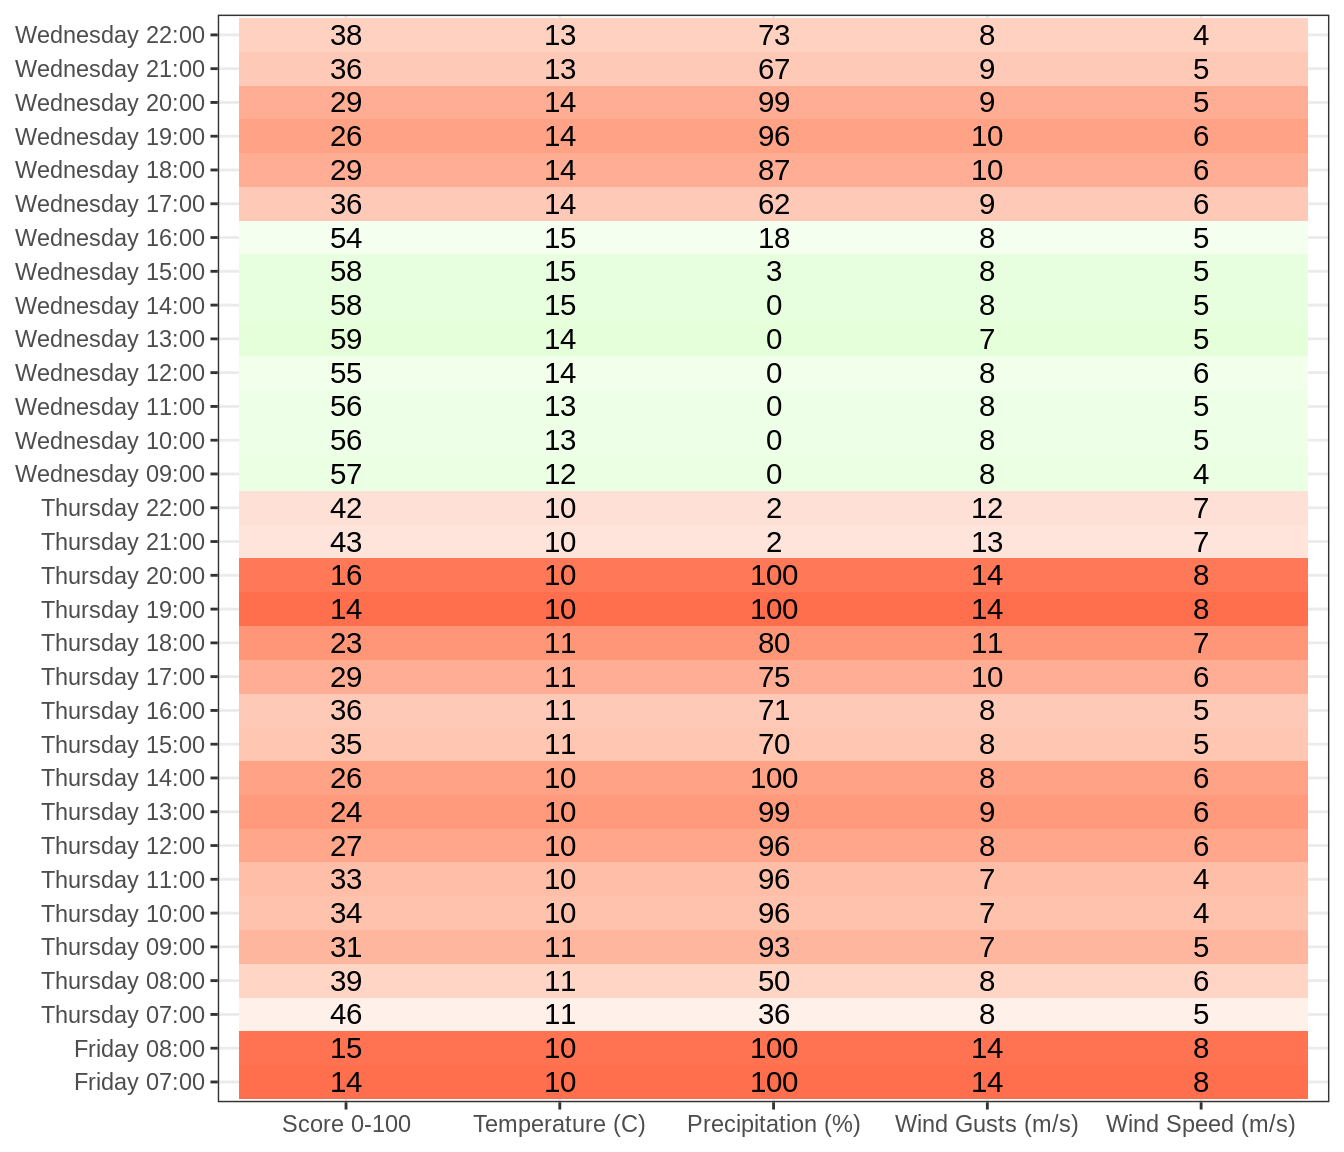 Wednesday 22:00 38 13 73 8 4
Wednesday 21:00 36 13 67 9 5
Wednesday 20:00 29 14 99 9 5
Wednesday 19:00 26 14 96 10 6
Wednesday 18:00 29 14 87 10 6
Wednesday 17:00 36 14 62 9 6
Wednesday 16:00 54 15 18 8 5
Wednesday 15:00 58 15 3 8 5
Wednesday 14:00 58 15 0 8 5
Wednesday 13:00 59 14 0 7 5
Wednesday 12:00 55 14 0 8 6
Wednesday 11:00 56 13 0 8 5
Wednesday 10:00 56 13 0 8 5
Wednesday 09:00 57 12 0 8 4
Thursday 22:00 42 10 2 12 7
Thursday 21:00 43 10 2 13 7
Thursday 20:00 16 10 100 14 8
Thursday 19:00 14 10 100 14 8
Thursday 18:00 23 11 80 11 7
Thursday 17:00 29 11 75 10 6
Thursday 16:00 36 11 71 8 5
Thursday 15:00 35 11 70 8 5
Thursday 14:00 26 10 100 8 6
Thursday 13:00 24 10 99 9 6
Thursday 12:00 27 10 96 8 6
Thursday 11:00 33 10 96 7 4
Thursday 10:00 34 10 96 7 4
Thursday 09:00 31 11 93 7 5
Thursday 08:00 39 11 50 8 6
Thursday 07:00 46 11 36 8 5
Friday 08:00 15 10 100 14 8
Friday 07:00 14 10 100 14 8
Score 0-100 Temperature (C) Precipitation (%) Wind Gusts (m/s) Wind Speed (m/s)